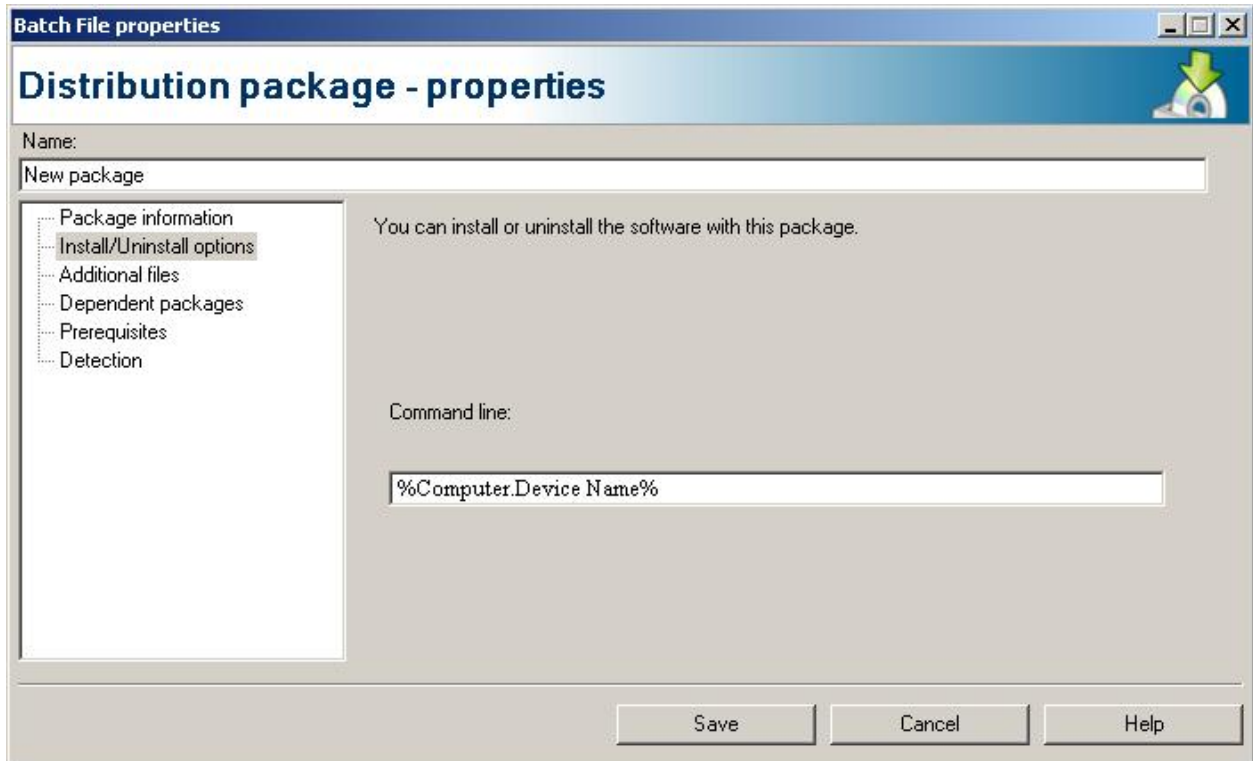 Batch File properties
Distribution package - properties
Name:
New package
Package information
Install/Uninstall options
Additional files
Dependent packages
Prerequisites
Detection
You can install or uninstall the software with this package.
Command line:
%Computer.Device Name%
Save
Cancel
Help